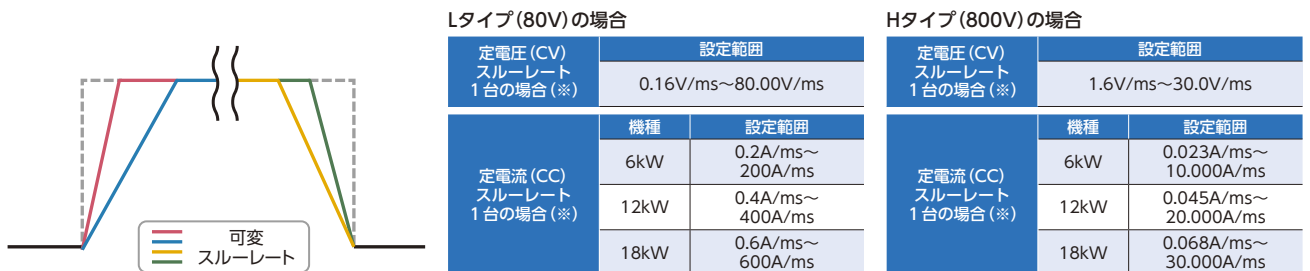 可変
スルーレート
Lタイプ(80V)の場合
定電圧(CV)
スルーレート
1台の場合(※)
設定範囲
0.16V/ms～80.00V/ms
定電流(CC)
スルーレート
1台の場合(※)
機種
設定範囲
6kW
0.2A/ms～
200A/ms
12kW
0.4A/ms～
400A/ms
18kW
0.6A/ms～
600A/ms
Hタイプ(800V)の場合
定電圧(CV)
スルーレート
1台の場合(※)
設定範囲
1.6V/ms～30.0V/ms
定電流(CC)
スルーレート
1台の場合(※)
機種
設定範囲
6kW
0.023A/ms～
10.000A/ms
12kW
0.045A/ms～
20.000A/ms
18kW
0.068A/ms～
30.000A/ms